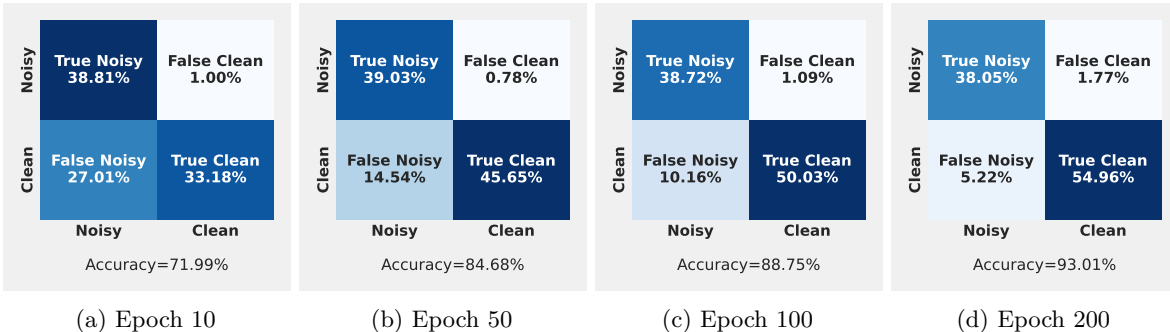 Noisy
True Noisy
38.81%
False Clean
1.00%
Clean
False Noisy
27.01%
True Clean
33.18%
Noisy Clean
Accuracy=71.99%
(a) Epoch 10
Noisy
True Noisy
39.03%
False Clean
0.78%
Clean
False Noisy
14.54%
True Clean
45.65%
Noisy Clean
Accuracy=84.68%
(b) Epoch 50
Noisy
True Noisy
38.72%
False Clean
1.09%
Clean
False Noisy
10.16%
True Clean
50.03%
Noisy Clean
Accuracy=88.75%
(c) Epoch 100
Noisy
True Noisy
38.05%
False Clean
1.77%
Clean
False Noisy
5.22%
True Clean
54.96%
Noisy Clean
Accuracy=93.01%
(d) Epoch 200